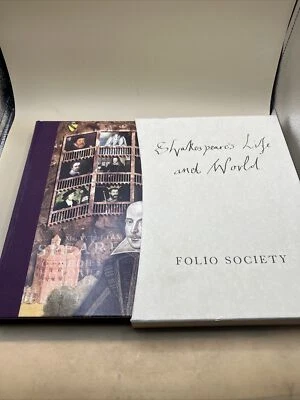 Shakespeare's Life
and World
FOLIO SOCIETY